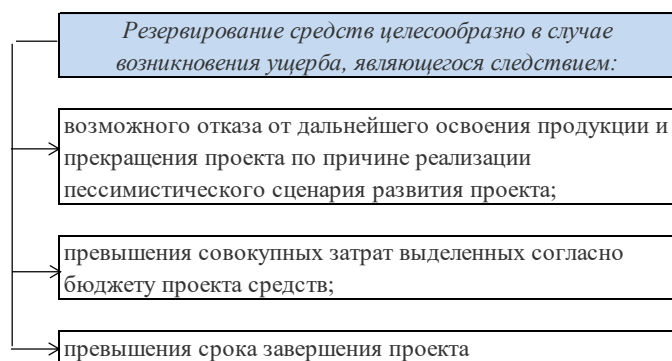 Резервирование средств целесообразно в случае
возникновения ущерба, являющегося следствием:
возможного отказа от дальнейшего освоения продукции и
прекращения проекта по причине реализации
пессимистического сценария развития проекта;
превышения совокупных затрат выделенных согласно
бюджету проекта средств;
превышения срока завершения проекта